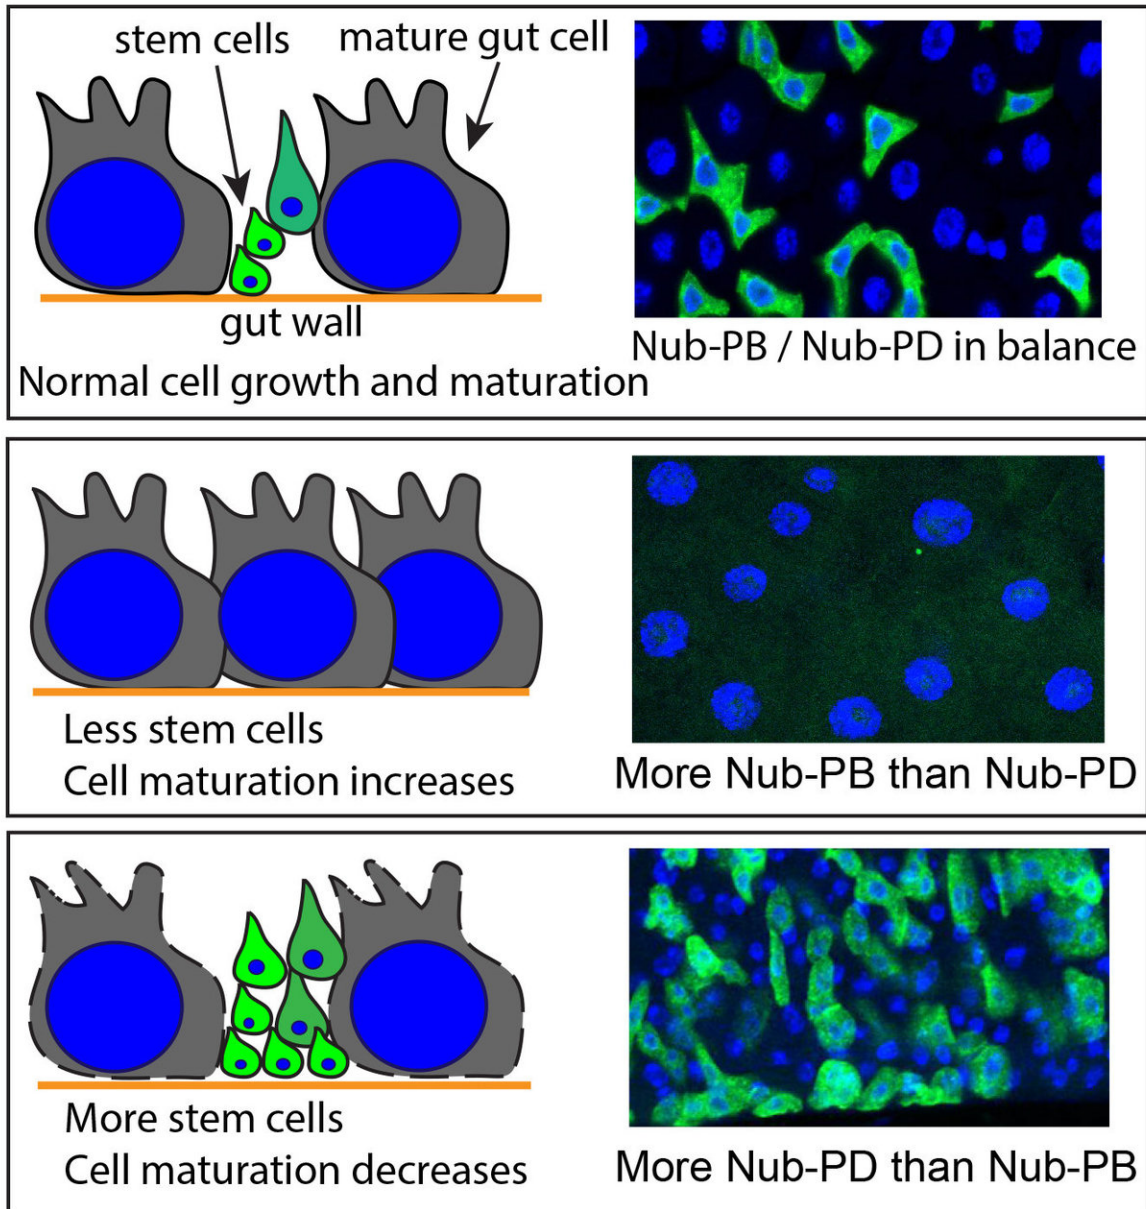 stem cells
mature gut cell
gut wall
Normal cell growth and maturation
Nub-PB / Nub-PD in balance
Less stem cells
Cell maturation increases
More Nub-PB than Nub-PD
More stem cells
Cell maturation decreases
More Nub-PD than Nub-PB